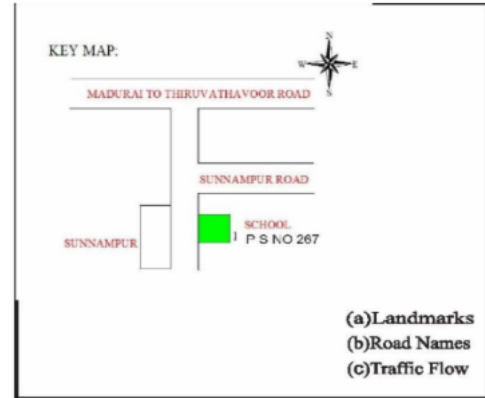 N
KEY MAP:
W E
S
MADURAI TO THIRUVATHAVOOR ROAD
SUNNAMPUR ROAD
SCHOOL
SUNNAMPUR
] P S NO 267
(a)Landmarks
(b)Road Names
(c)Traffic Flow